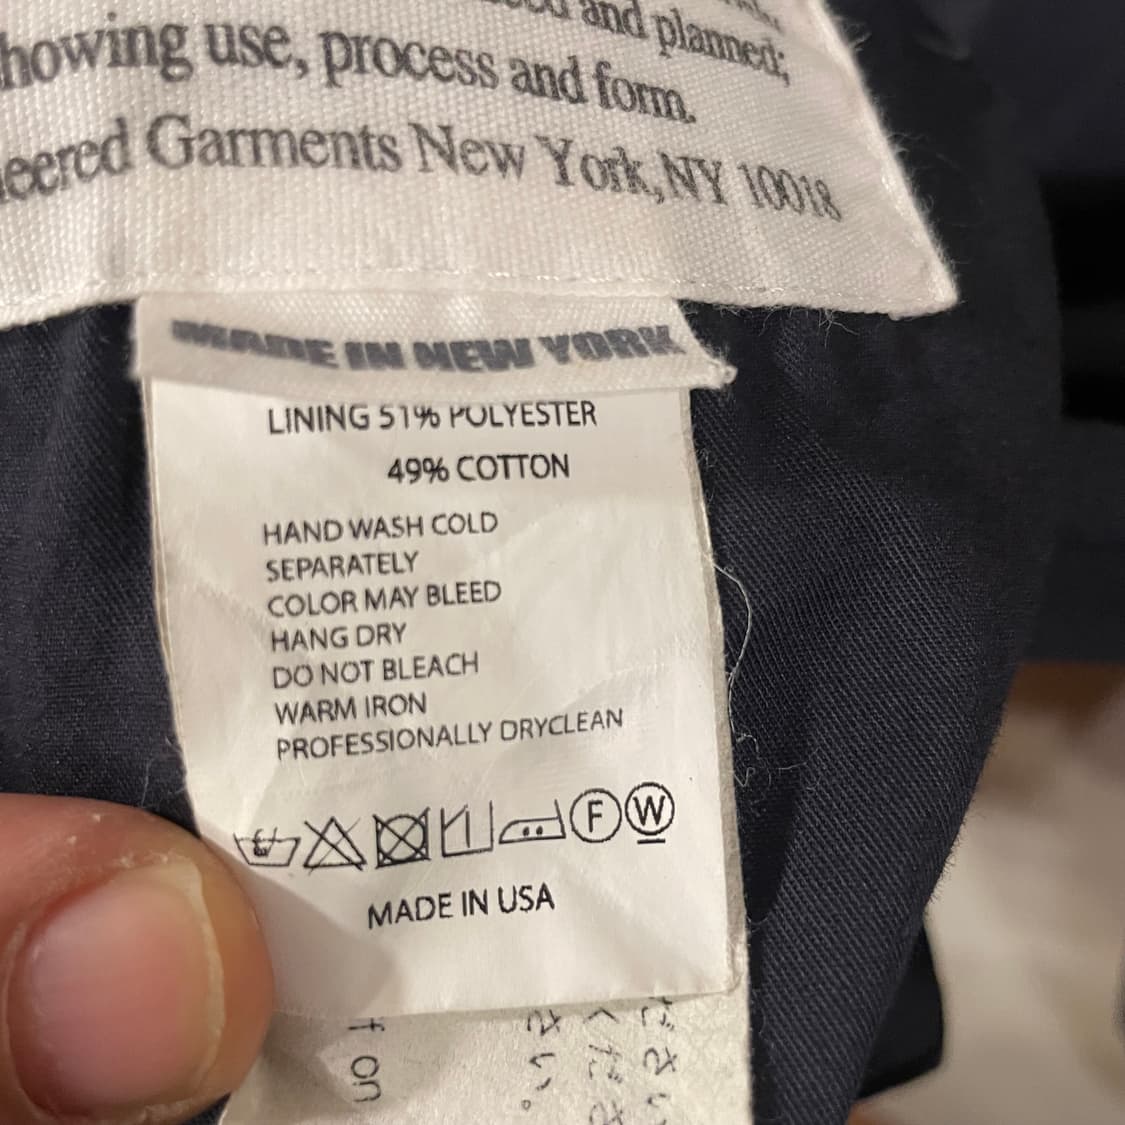 and planned;
howing use, process and form.
eered Garments New York, NY 10018
MADE IN NEW YORK
LINING 51% POLYESTER
49% COTTON
HAND WASH COLD
SEPARATELY
COLOR MAY BLEED
HANG DRY
DO NOT BLEACH
WARM IRON
PROFESSIONALLY DRYCLEAN
F W
MADE IN USA
on